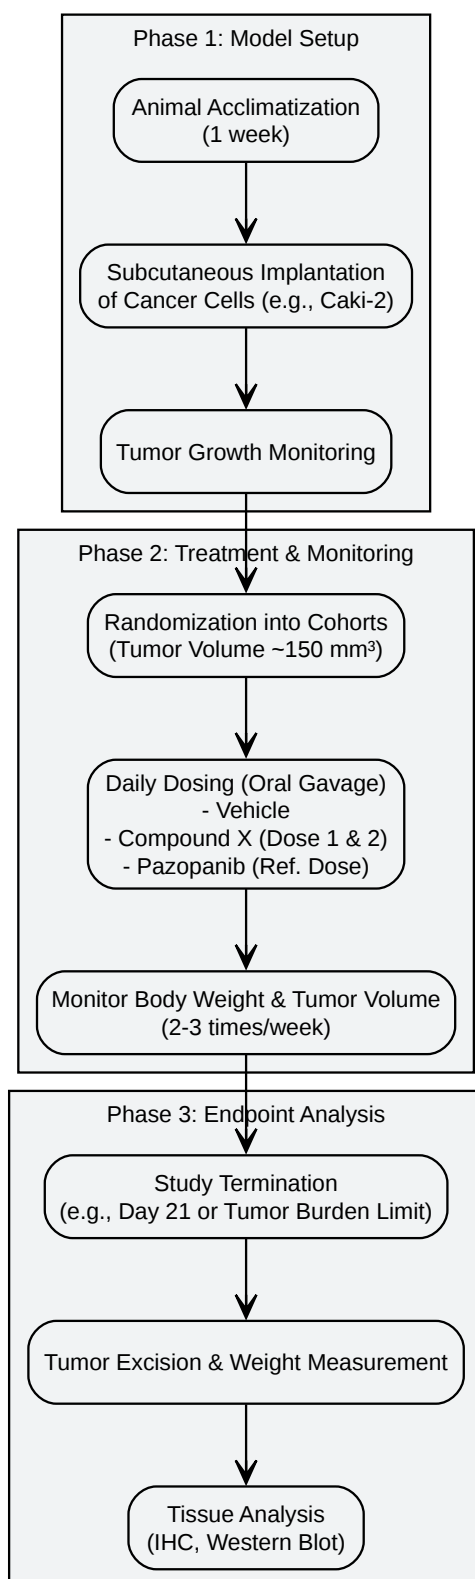 Phase 1: Model Setup
Animal Acclimatization
(1 week)
Subcutaneous Implantation
of Cancer Cells (e.g., Caki-2)
Tumor Growth Monitoring
Phase 2: Treatment & Monitoring
Randomization into Cohorts
(Tumor Volume ~150 mm³)
Daily Dosing (Oral Gavage)
- Vehicle
- Compound X (Dose 1 & 2)
- Pazopanib (Ref. Dose)
Monitor Body Weight & Tumor Volume
(2-3 times/week)
Phase 3: Endpoint Analysis
Study Termination
(e.g., Day 21 or Tumor Burden Limit)
Tumor Excision & Weight Measurement
Tissue Analysis
(IHC, Western Blot)